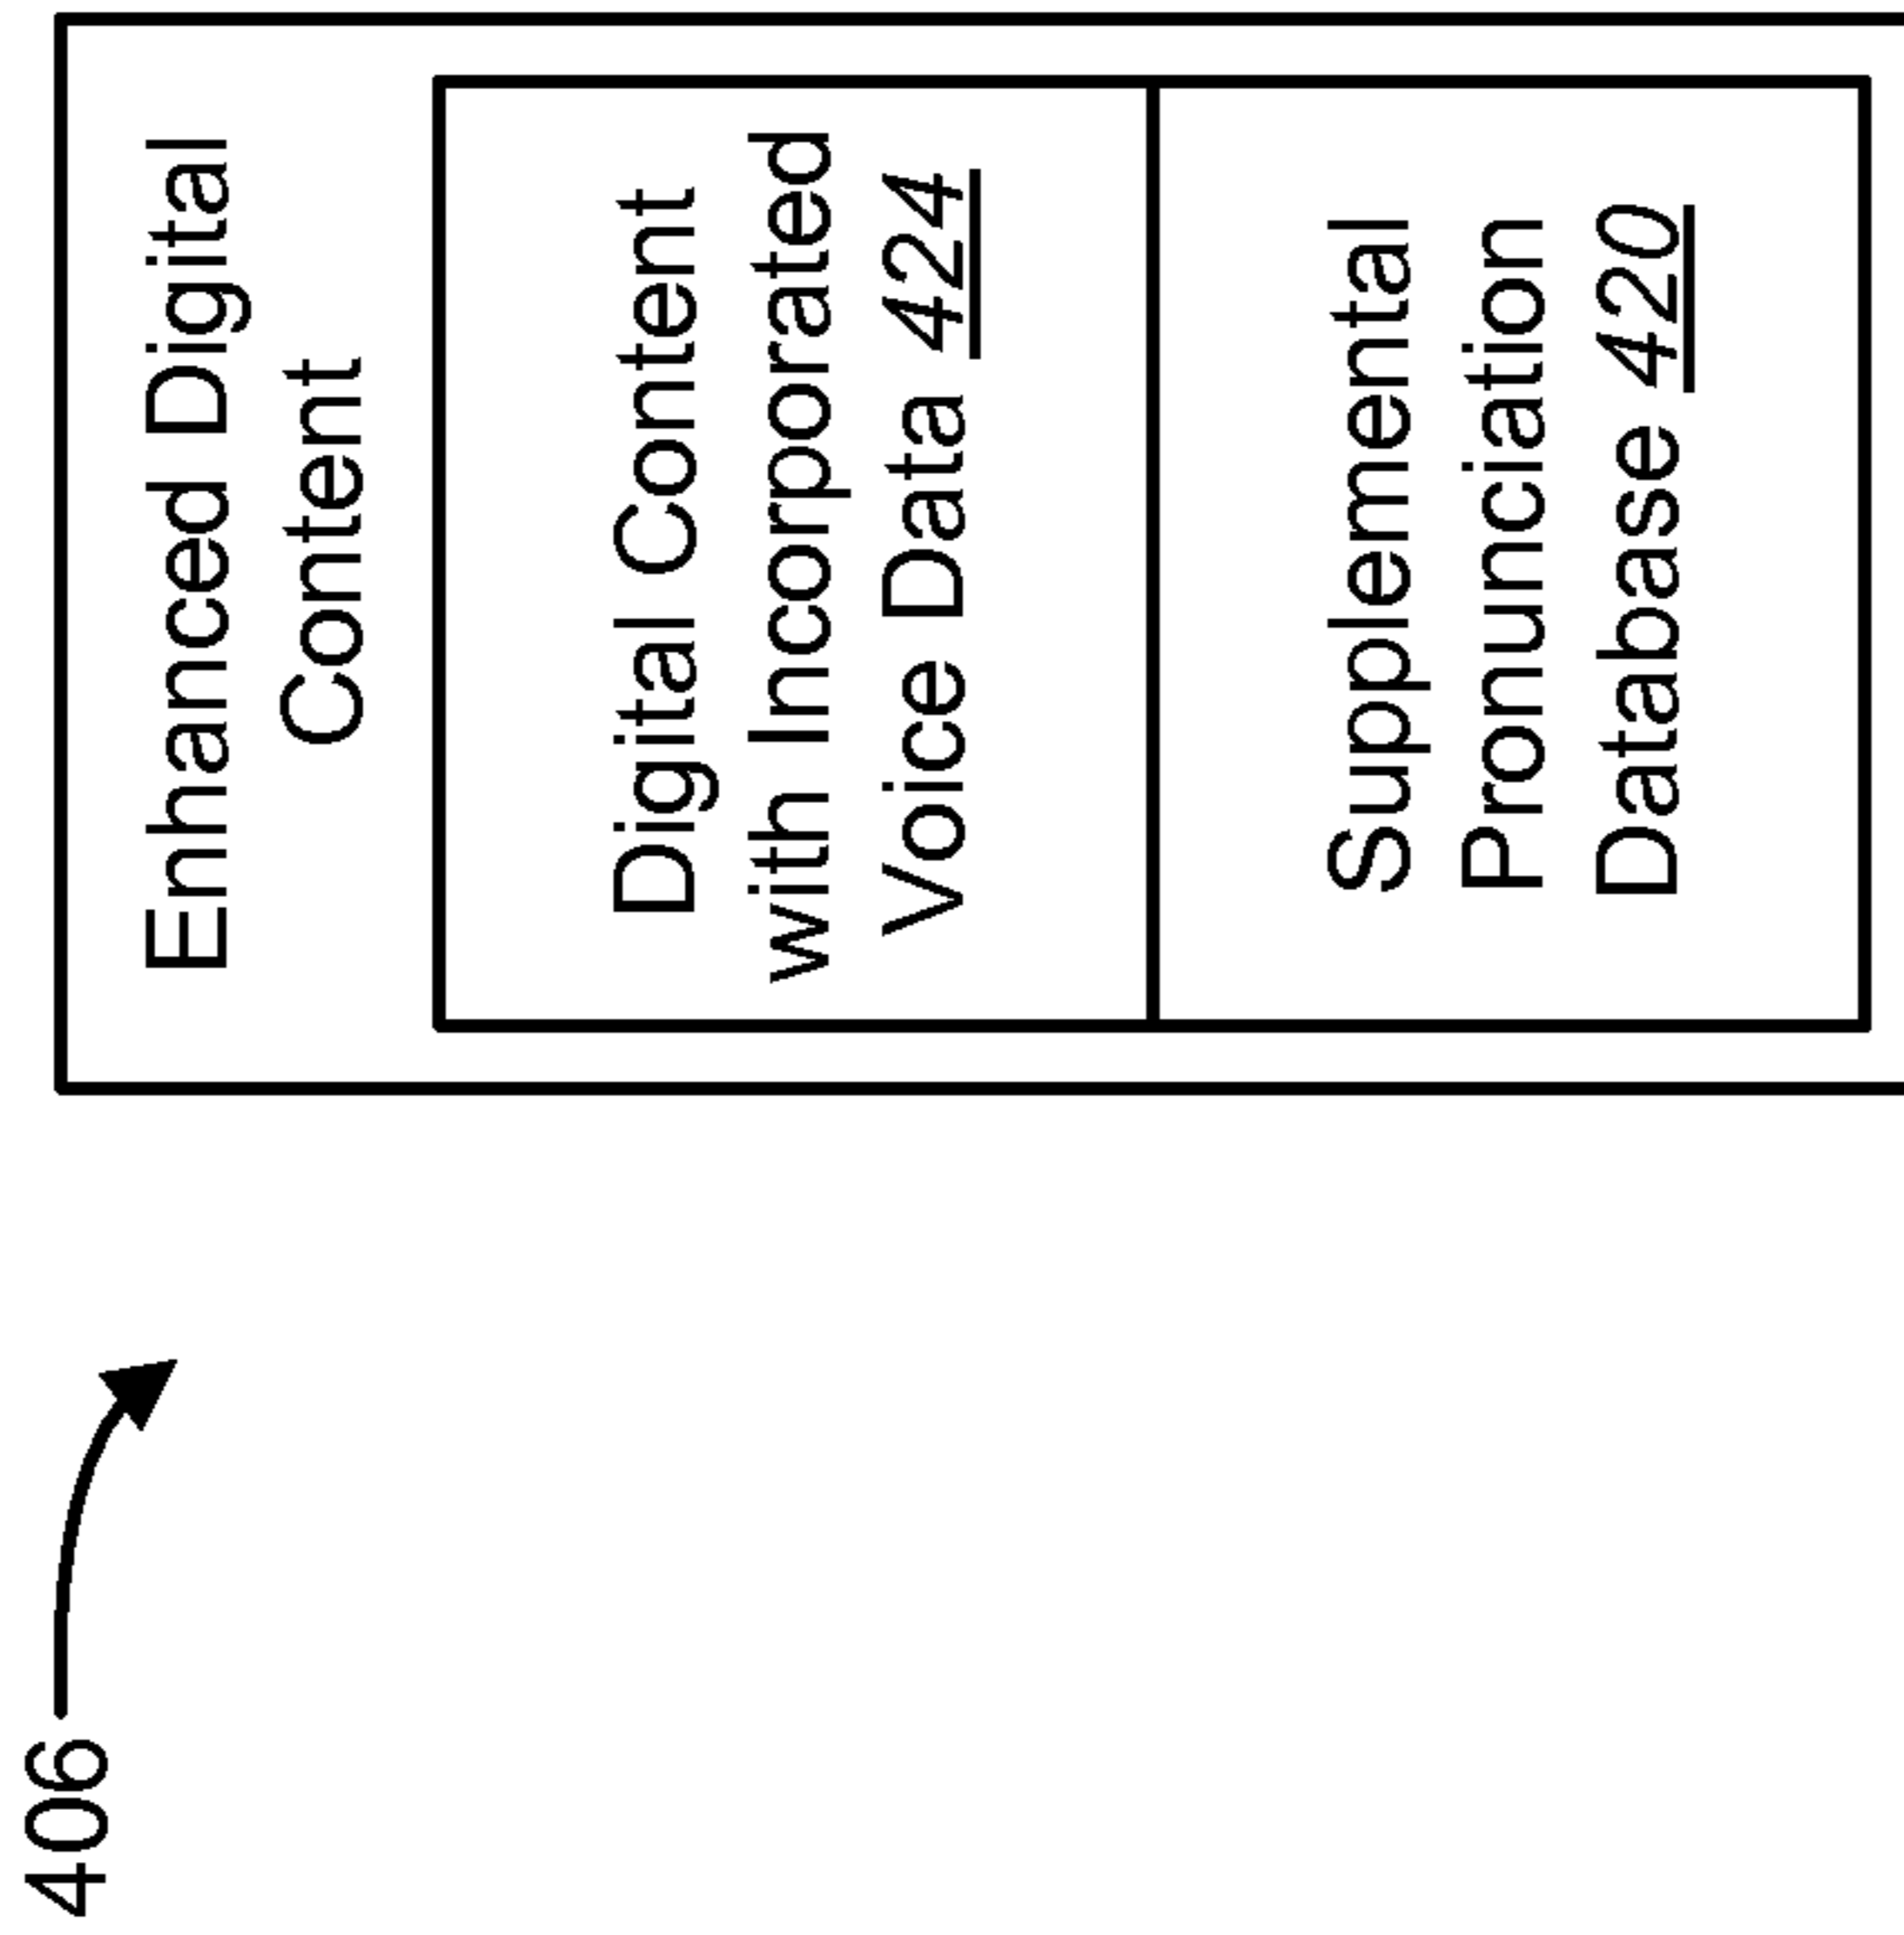 406
Enhanced Digital
Content
Digital Content
with Incorporated
Voice Data 424
Supplemental
Pronunciation
Database 420